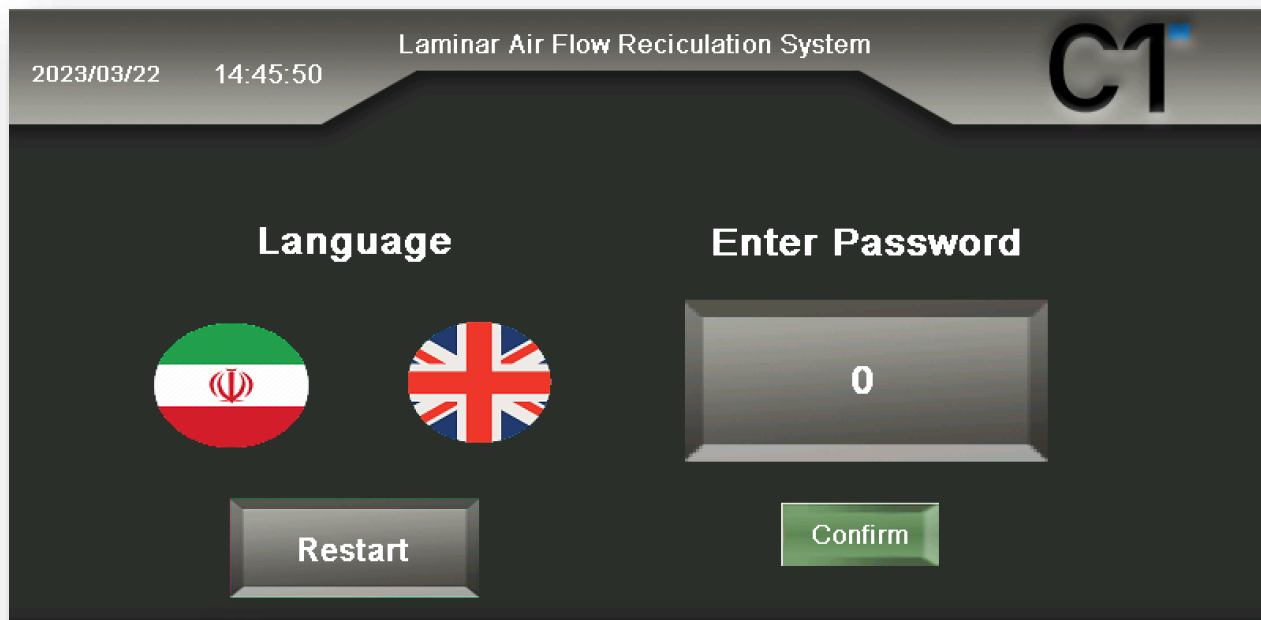 Laminar Air Flow Reciculation System
2023/03/22 14:45:50
C1
Language
Enter Password
0
Restart
Confirm